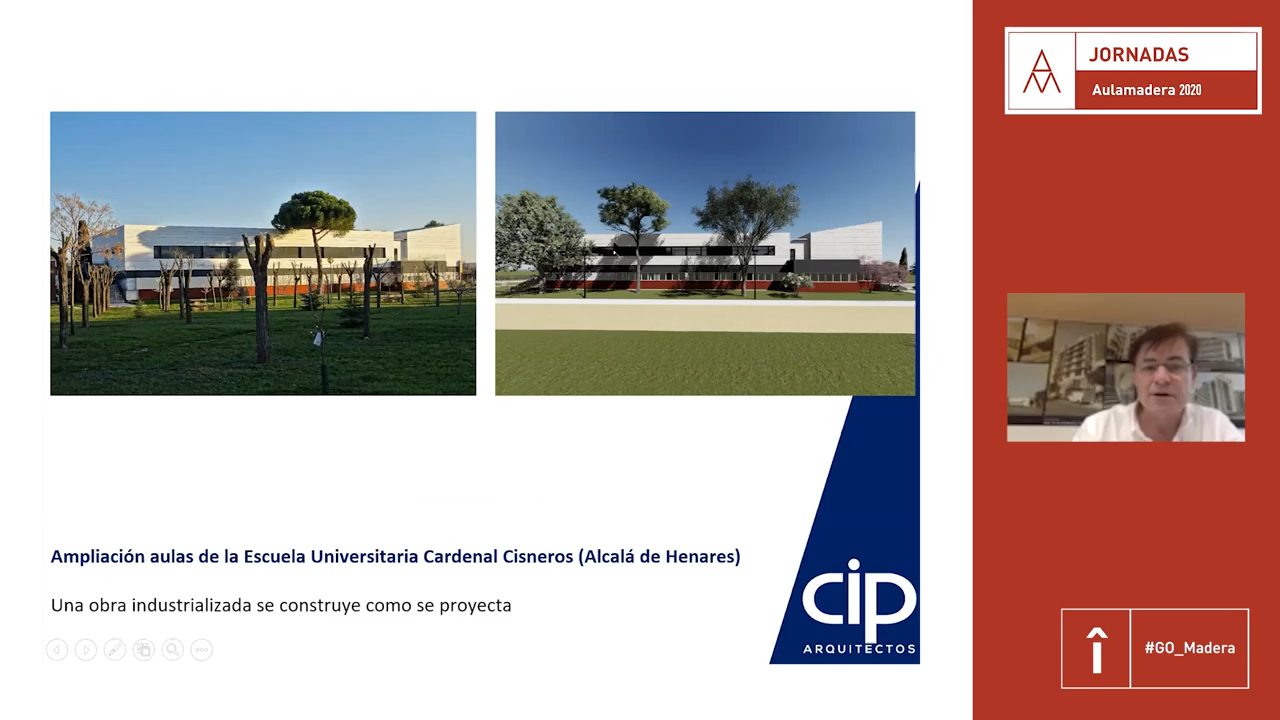 JORNADAS
Aulamadera 2020
Ampliación aulas de la Escuela Universitaria Cardenal Cisneros (Alcalá de Henares)
Una obra industrializada se construye como se proyecta
cip
ARQUITECTOS
#GO_Madera